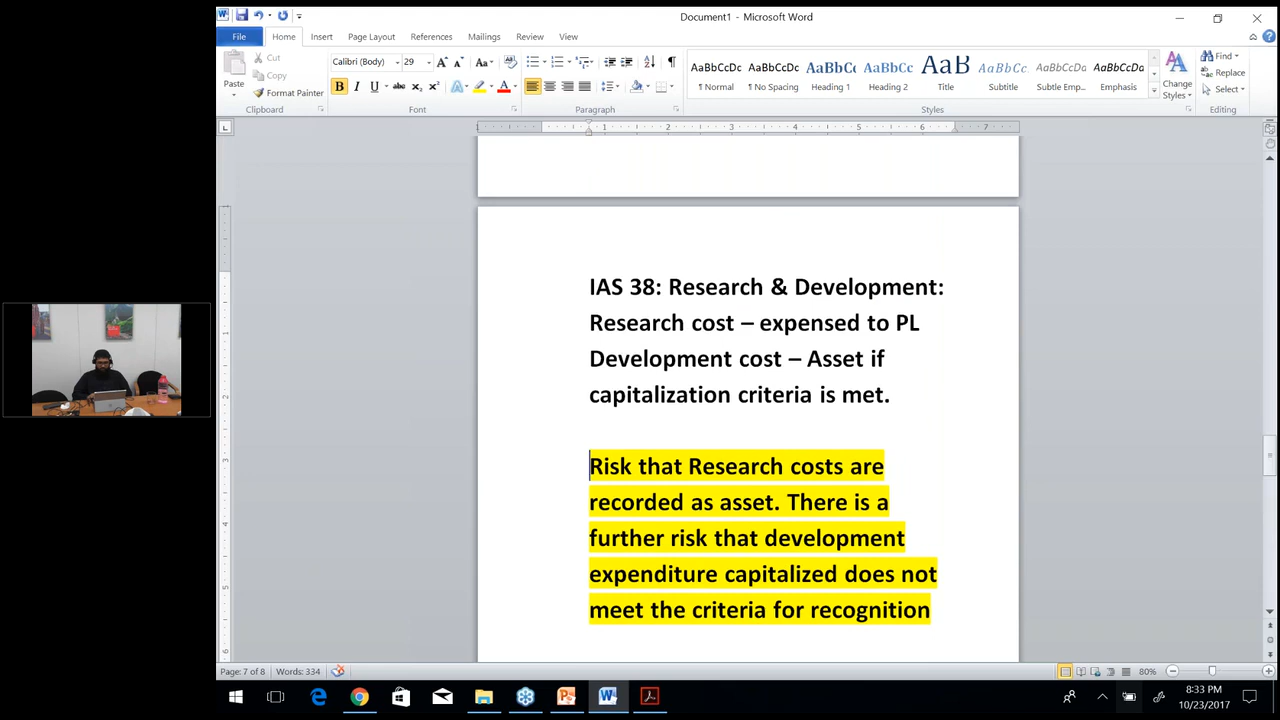 Document1 - Microsoft Word
File Home Insert Page Layout References Mailings Review View
Cut
Copy
Paste
Format Painter
Calibri (Body) 29
AaBbCcDc AaBbCcDc AaBbC AaBbCc AaB AaBbCc AaBbCcDc AaBbCcDc
¶ Normal ¶ No Spacing Heading 1 Heading 2 Title Subtitle Subtle Emp... Emphasis
Change
Styles
Find
Replace
Select
Clipboard Font Paragraph Styles Editing
IAS 38: Research & Development:
Research cost – expensed to PL
Development cost – Asset if
capitalization criteria is met.
Risk that Research costs are
recorded as asset. There is a
further risk that development
expenditure capitalized does not
meet the criteria for recognition
Page: 7 of 8 Words: 334 80%
8:33 PM
10/23/2017